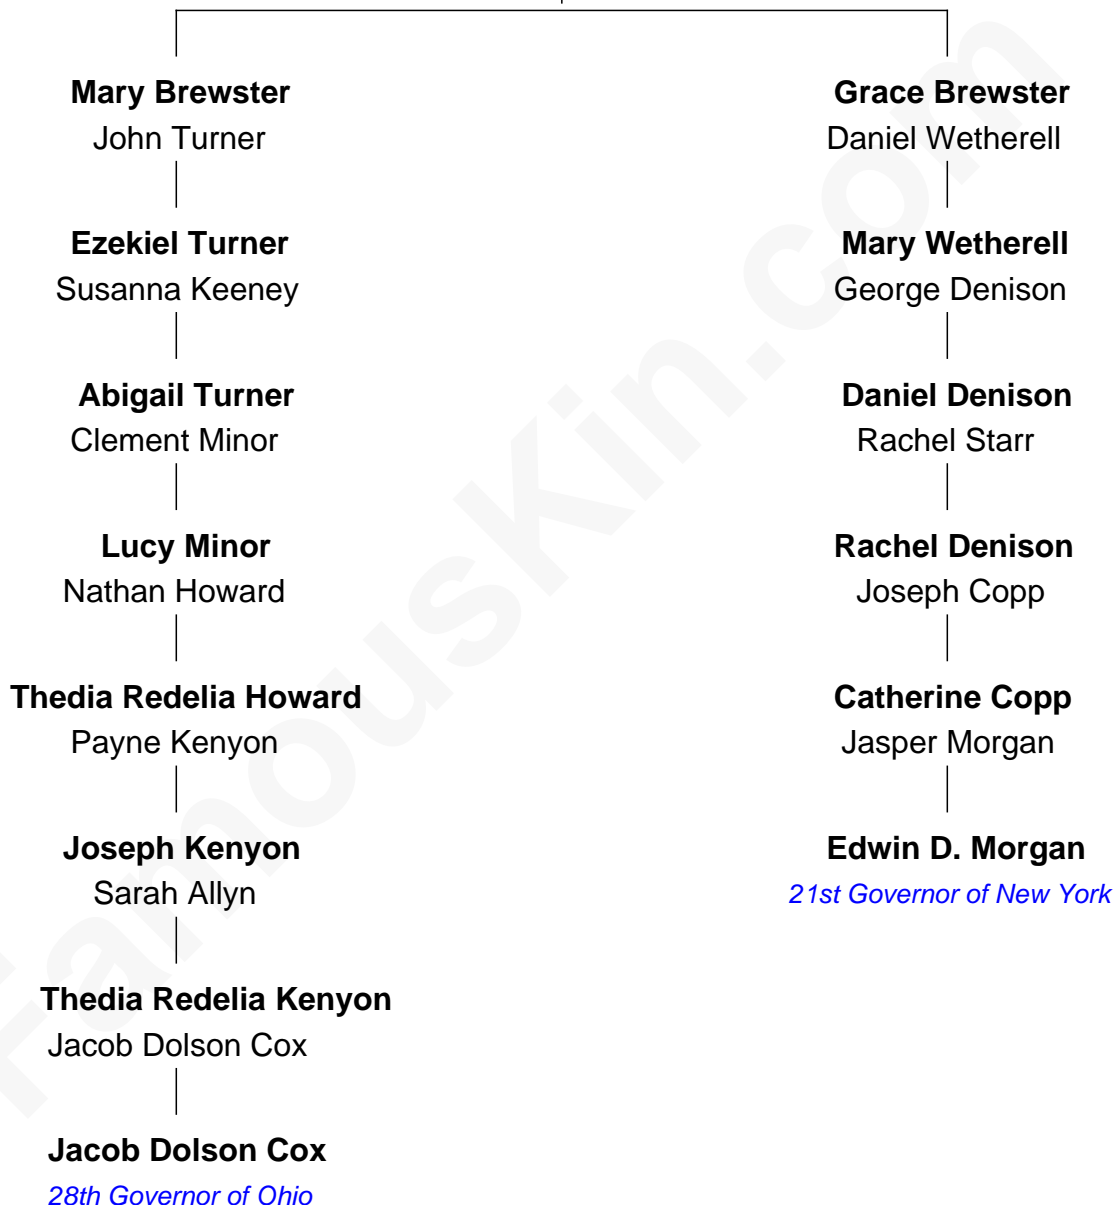 Mary Brewster
John Turner
Grace Brewster
Daniel Wetherell
Ezekiel Turner
Susanna Keeney
Mary Wetherell
George Denison
Abigail Turner
Clement Minor
Daniel Denison
Rachel Starr
Lucy Minor
Nathan Howard
Rachel Denison
Joseph Copp
Thedia Redelia Howard
Payne Kenyon
Catherine Copp
Jasper Morgan
Joseph Kenyon
Sarah Allyn
Edwin D. Morgan
21st Governor of New York
Thedia Redelia Kenyon
Jacob Dolson Cox
Jacob Dolson Cox
28th Governor of Ohio
FamousKin.com